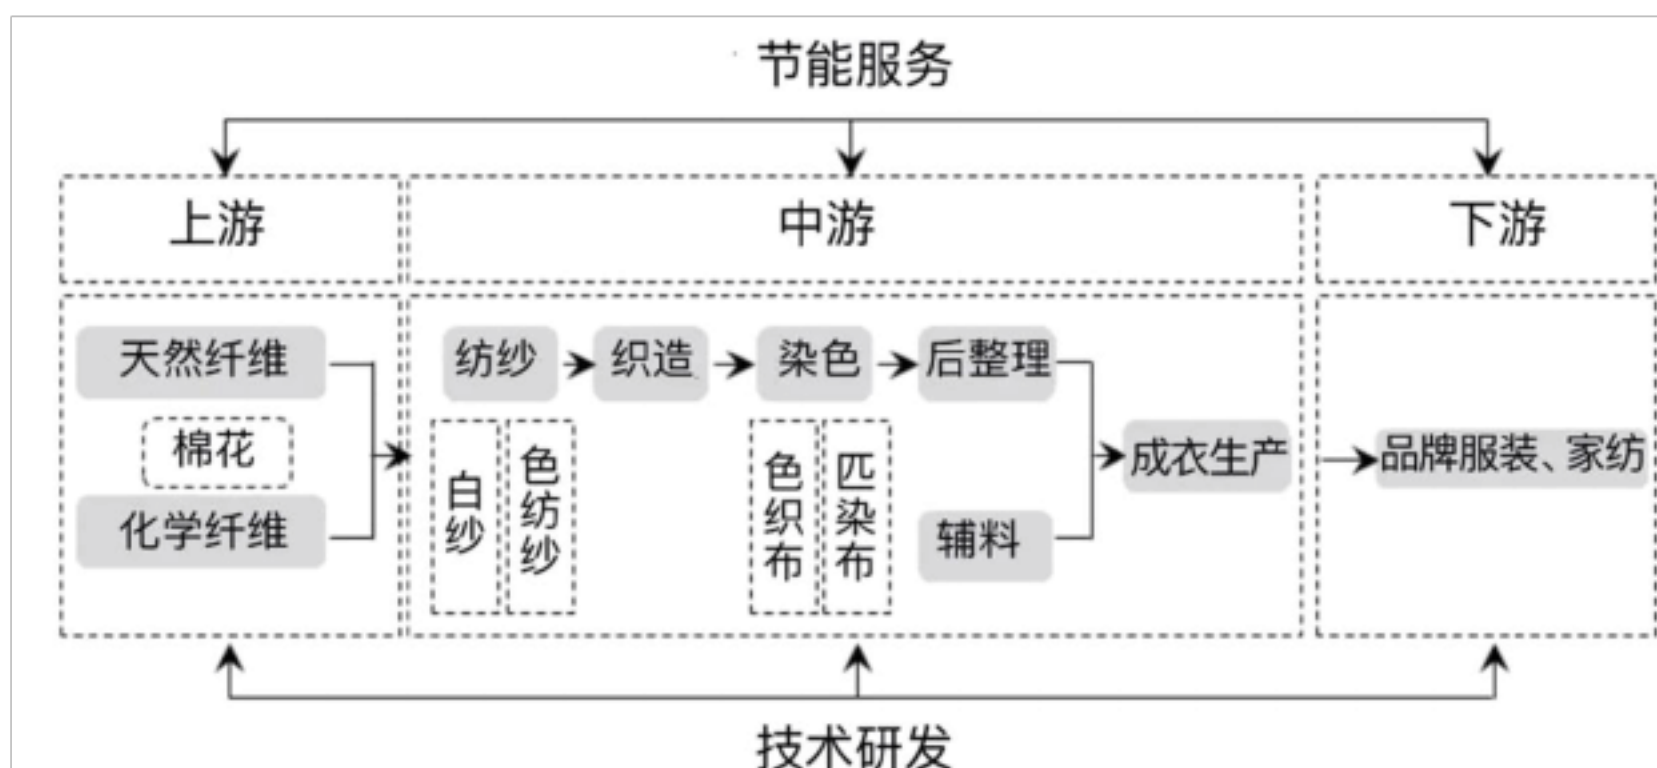 节能服务
上游
中游
下游
天然纤维
棉花
化学纤维
纺纱
织造
染色
后整理
白纱
色纺纱
色织布
匹染布
辅料
成衣生产
品牌服装、家纺
技术研发